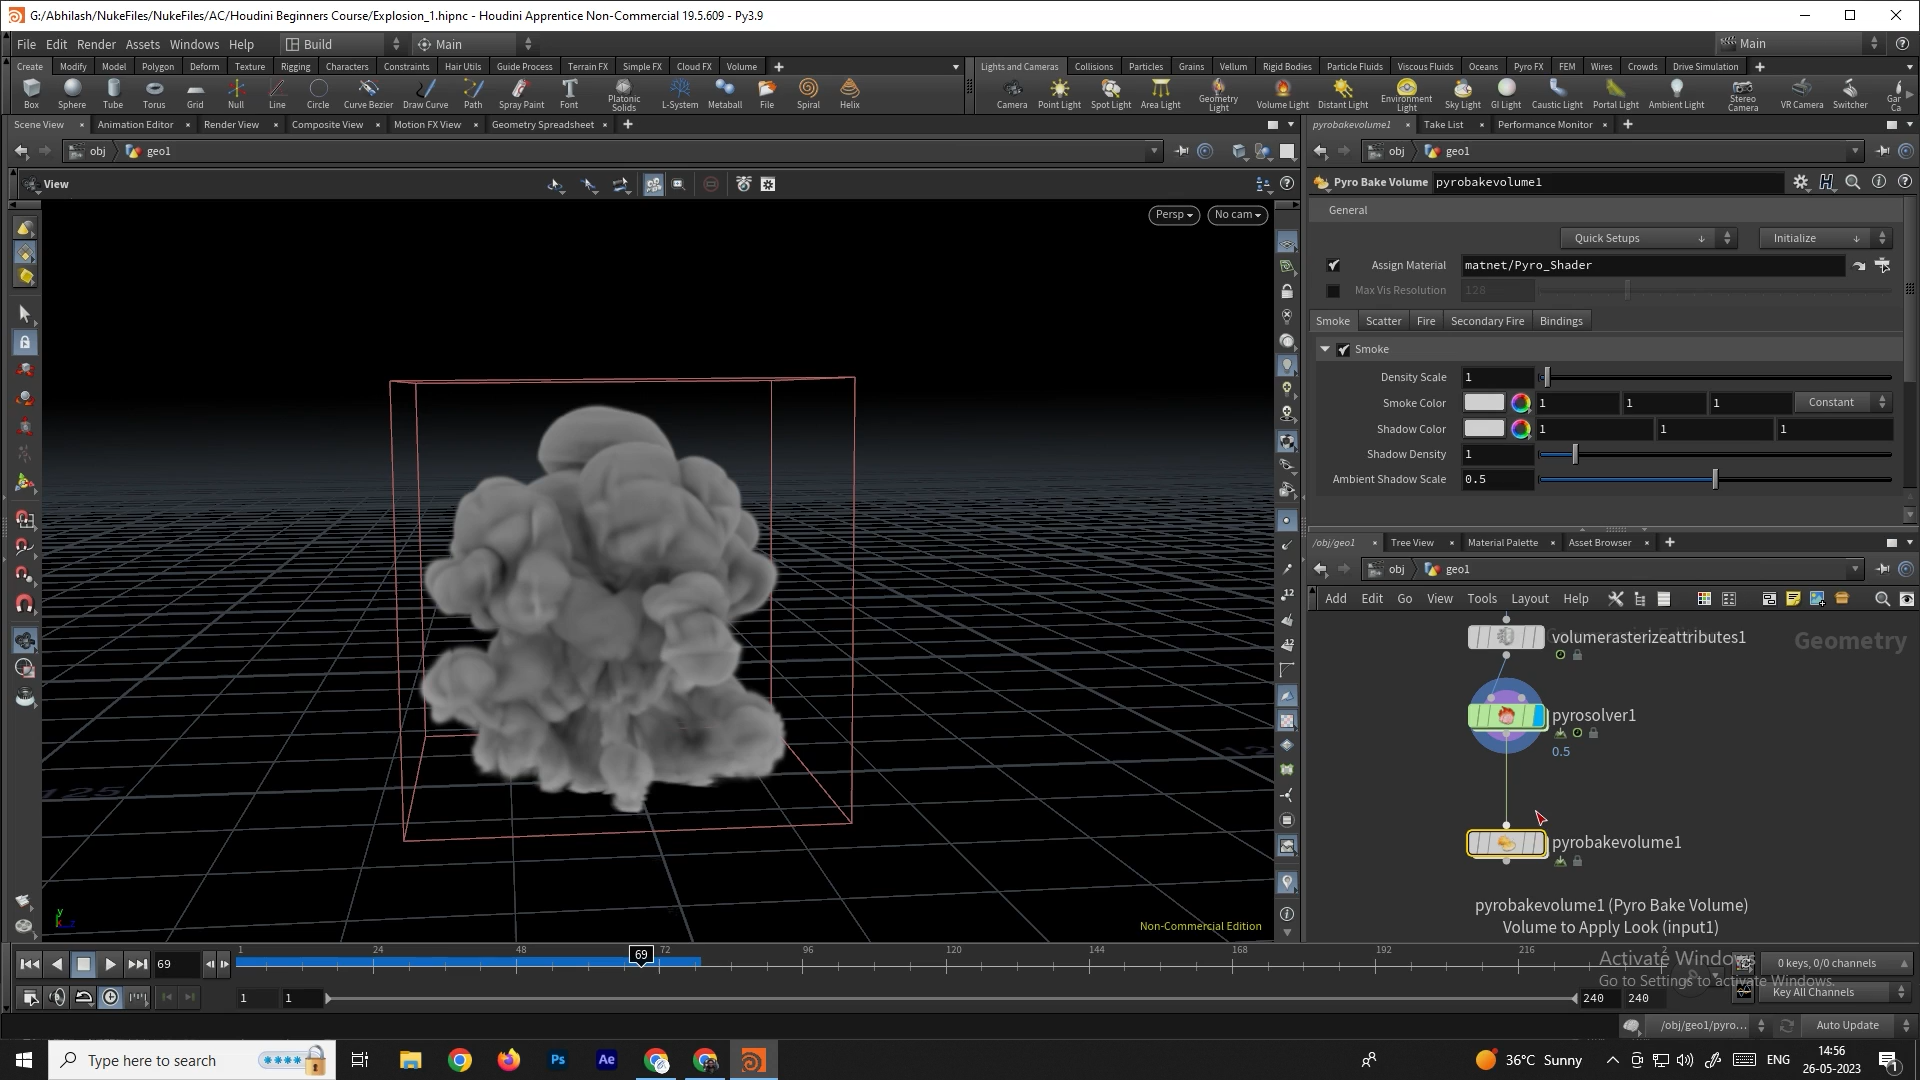 G:/Abhilash/NukeFiles/NukeFiles/AC/Houdini Beginners Course/Explosion_1.hipnc - Houdini Apprentice Non-Commercial 19.5.609 - Py3.9
File Edit Render Assets Windows Help Build Main Main
Create Modify Model Polygon Deform Texture Rigging Characters Constraints Hair Utils Guide Process Terrain FX Simple FX Cloud FX Volume
Lights and Cameras Collisions Particles Grains Vellum Rigid Bodies Particle Fluids Viscous Fluids Oceans Pyro FX FEM Wires Crowds Drive Simulation
Box Sphere Tube Torus Grid Null Line Circle Curve Bezier Draw Curve Path Spray Paint Font Platonic Solids L-System Metaball File Spiral Helix
Camera Point Light Spot Light Area Light Geometry Light Volume Light Distant Light Environment Light Sky Light GI Light Caustic Light Portal Light Ambient Light Stereo Camera VR Camera Switcher Gar Ca
Scene View Animation Editor Render View Composite View Motion FX View Geometry Spreadsheet
pyrobakevolume1 Take List Performance Monitor
obj geo1
obj geo1
View
Persp No cam
Pyro Bake Volume pyrobakevolume1
General
Quick Setups Initialize
Assign Material matnet/Pyro_Shader
Max Vis Resolution 128
Smoke Scatter Fire Secondary Fire Bindings
Smoke
Density Scale 1
Smoke Color 1 1 1 Constant
Shadow Color 1 1 1
Shadow Density 1
Ambient Shadow Scale 0.5
/obj/geo1 Tree View Material Palette Asset Browser
obj geo1
Add Edit Go View Tools Layout Help
Geometry
volumerasterizeattributes1
pyrosolver1
0.5
pyrobakevolume1
pyrobakevolume1 (Pyro Bake Volume)
Volume to Apply Look (input1)
Non-Commercial Edition
69
1 24 48 69 72 96 120 144 168 192 216 2
Activate Windows
Go to Settings to activate Windows.
0 keys, 0/0 channels
1 1 240 240
Key All Channels
/obj/geo1/pyro... Auto Update
Type here to search
Ps Ae
36°C Sunny
ENG
14:56
26-05-2023
1